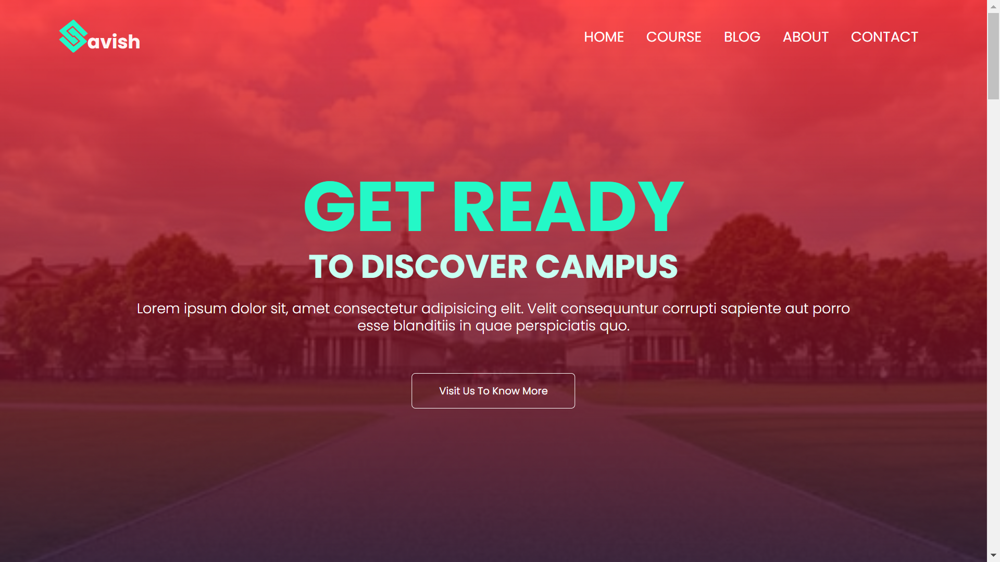 Savish
HOME COURSE BLOG ABOUT CONTACT
GET READY
TO DISCOVER CAMPUS
Lorem ipsum dolor sit, amet consectetur adipisicing elit. Velit consequuntur corrupti sapiente aut porro
esse blanditiis in quae perspiciatis quo.
Visit Us To Know More